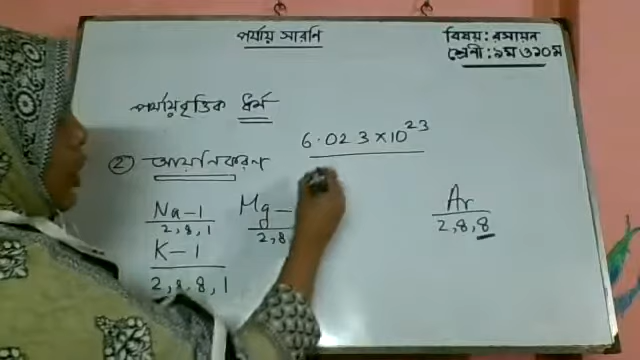 পর্যায় সারনি
বিষয়: রসায়ন
শ্রেণী: ৯ম ও ১০ম
পর্যায়বৃত্তিক ধর্ম
6.023×10²³
② আয়নিকরণ
Na-1
2,8,1
Mg-
2,8
K-1
2,8,8,1
Ar
2,8,8